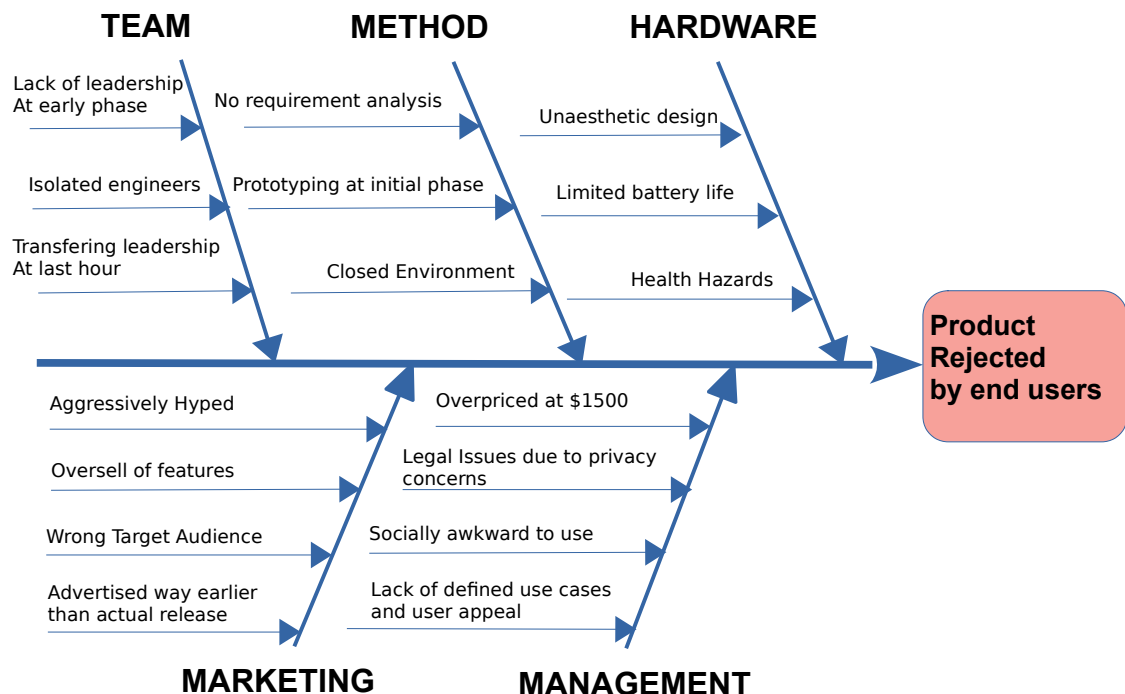 TEAM
METHOD
HARDWARE
Lack of leadership
At early phase
Isolated engineers
Transfering leadership
At last hour
No requirement analysis
Prototyping at initial phase
Closed Environment
Unaesthetic design
Limited battery life
Health Hazards
Product
Rejected
by end users
Aggressively Hyped
Oversell of features
Wrong Target Audience
Advertised way earlier
than actual release
Overpriced at $1500
Legal Issues due to privacy
concerns
Socially awkward to use
Lack of defined use cases
and user appeal
MARKETING
MANAGEMENT